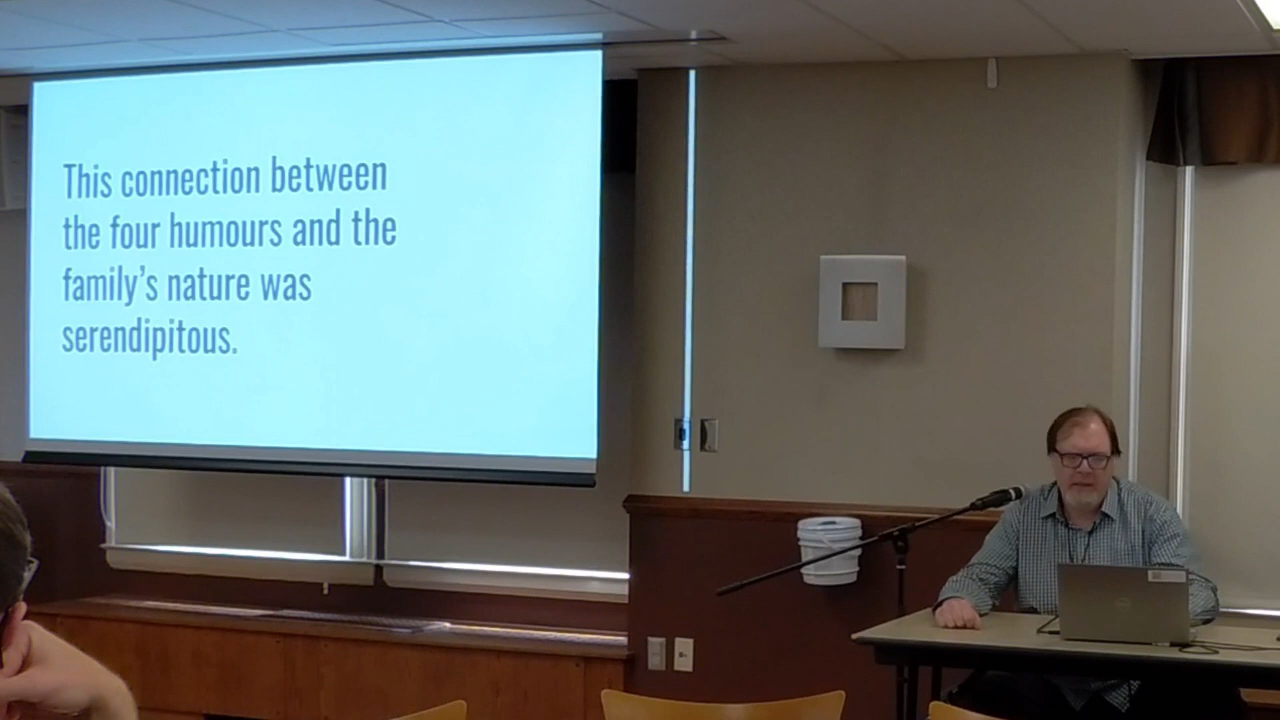 This connection between
the four humours and the
family's nature was
serendipitous.